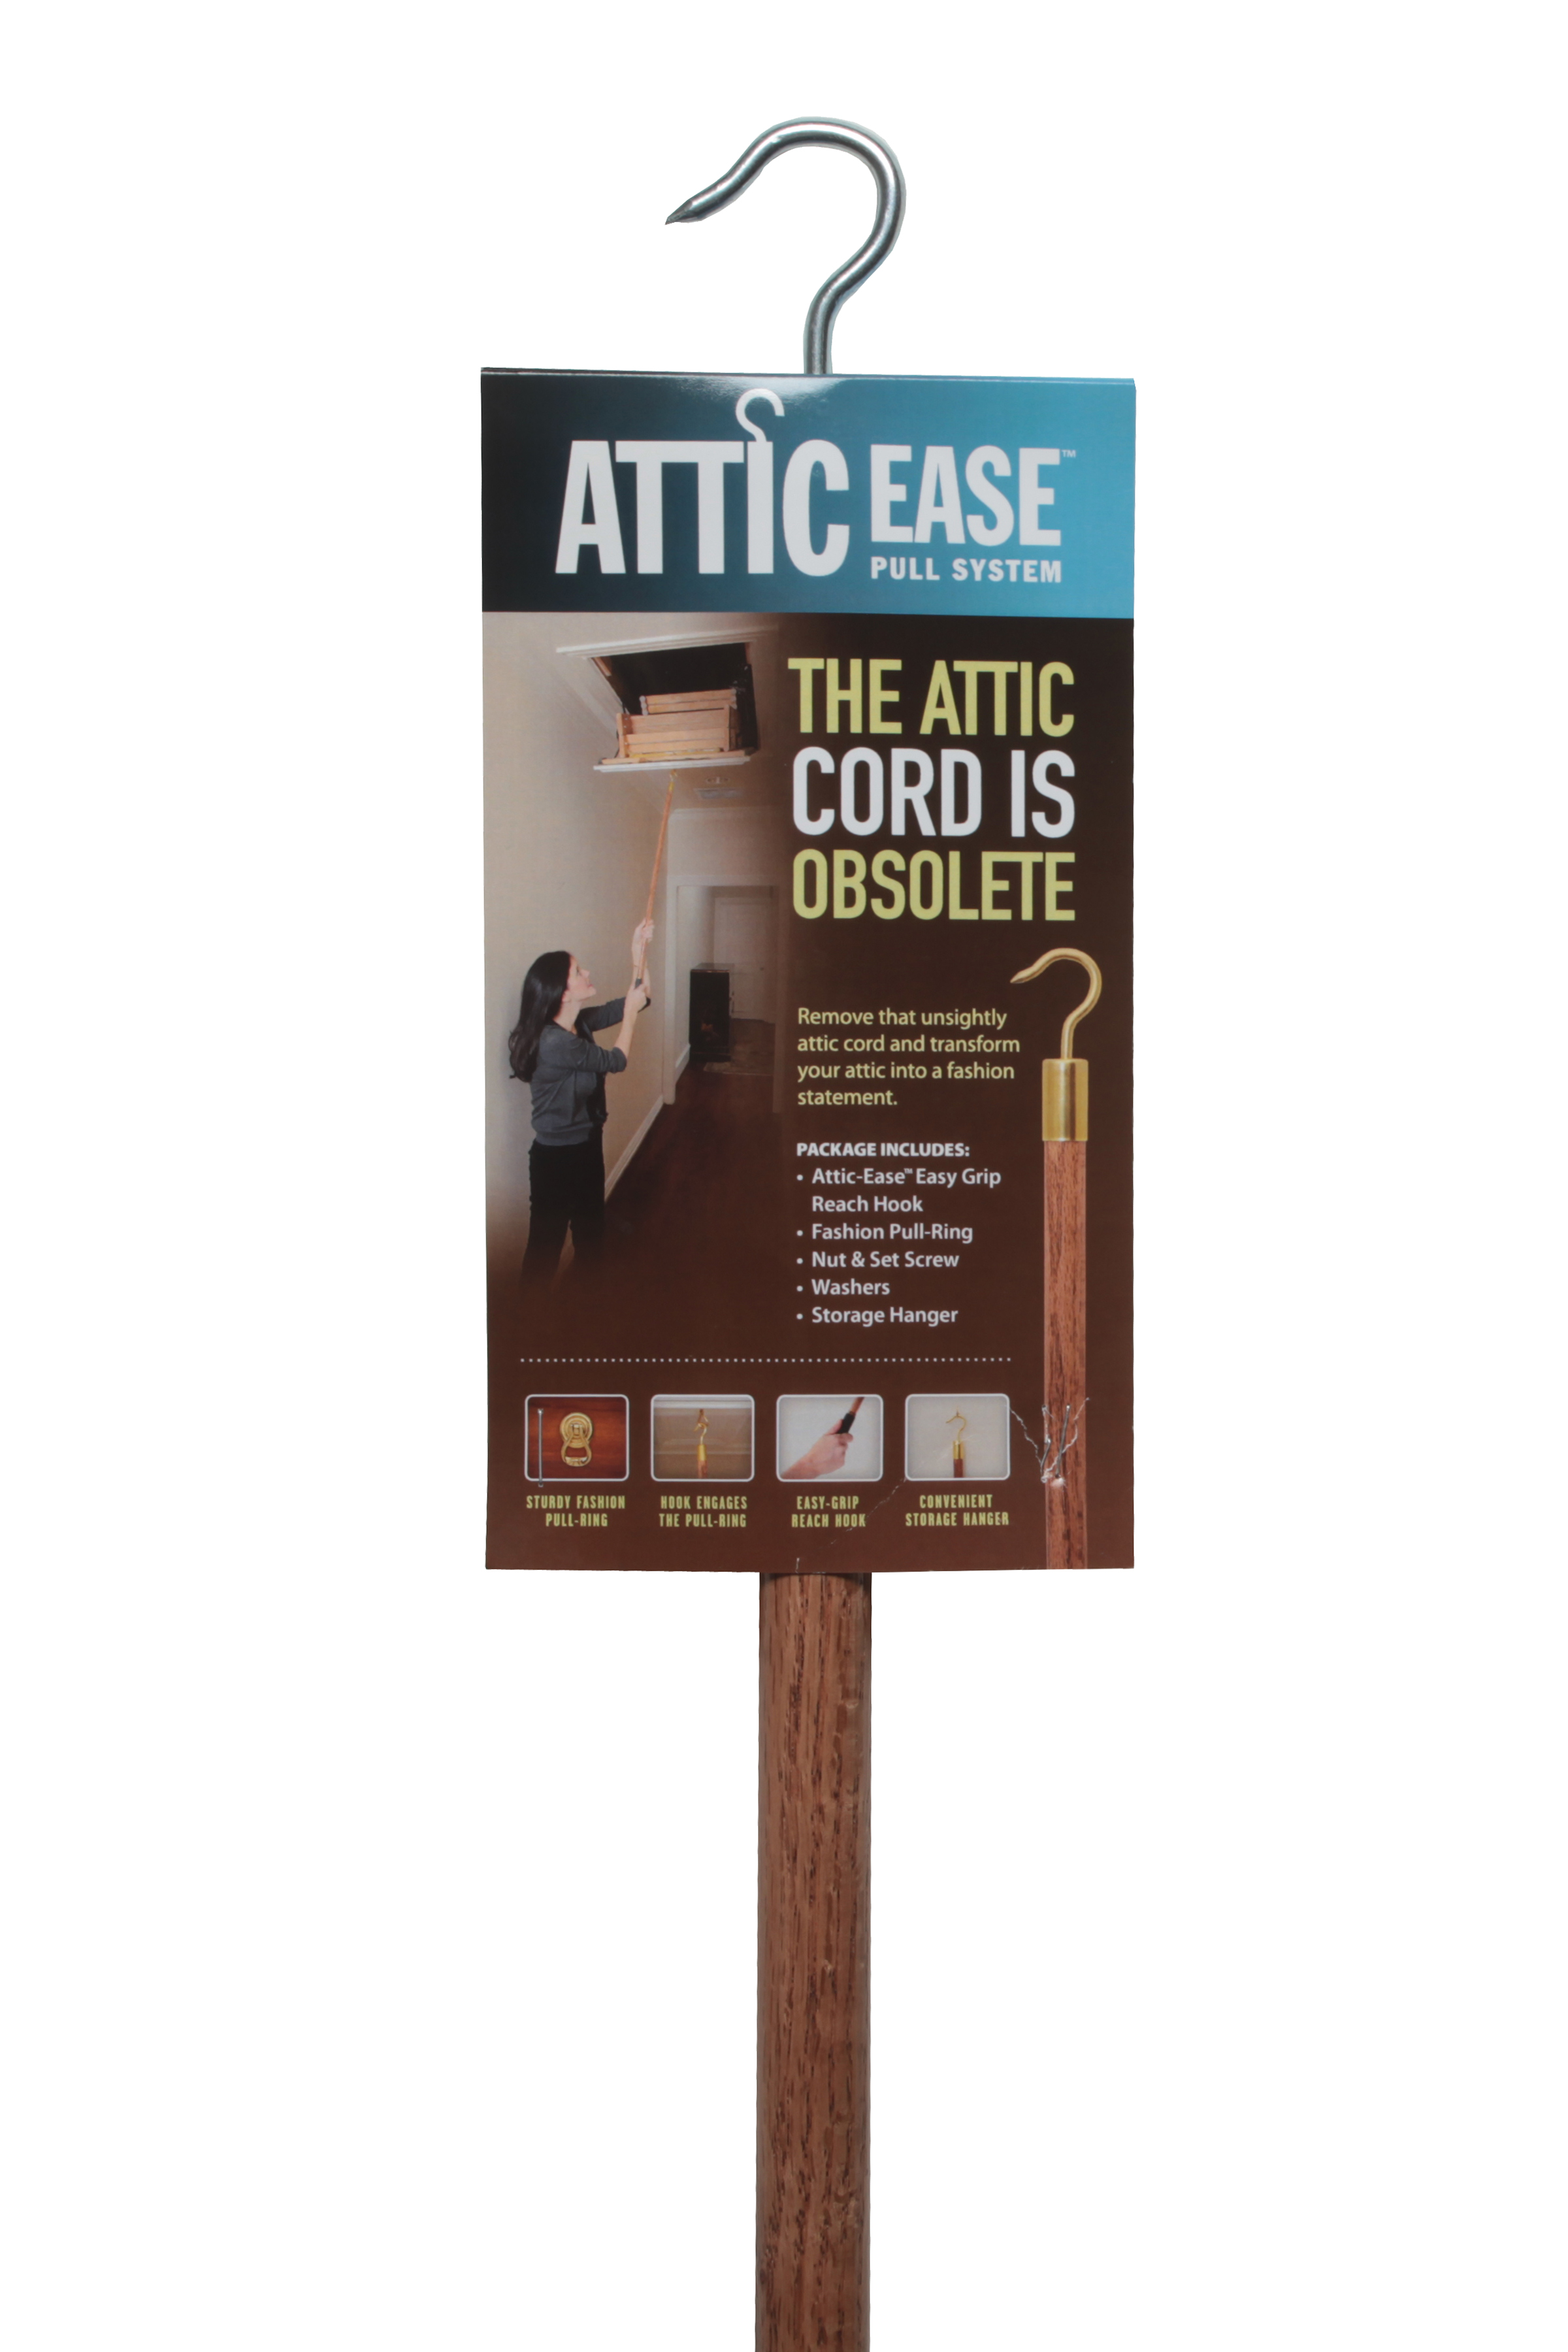 ATTIC EASE™
PULL SYSTEM
THE ATTIC
CORD IS
OBSOLETE
Remove that unsightly
attic cord and transform
your attic into a fashion
statement.
PACKAGE INCLUDES:
• Attic-Ease™ Easy Grip
Reach Hook
• Fashion Pull-Ring
• Nut & Set Screw
• Washers
• Storage Hanger
STURDY FASHION
PULL-RING
HOOK ENGAGES
THE PULL-RING
EASY-GRIP
REACH HOOK
CONVENIENT
STORAGE HANGER